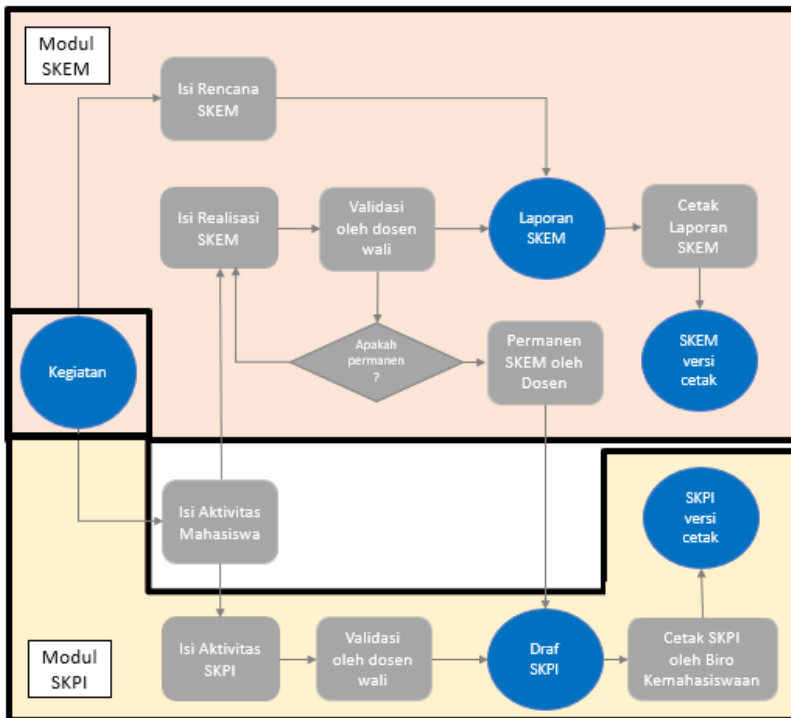 Modul
SKEM
Isi Rencana
SKEM
Isi Realisasi
SKEM
Validasi
oleh dosen
wali
Laporan
SKEM
Cetak
Laporan
SKEM
Kegiatan
Apakah
permanen
?
Permanen
SKEM oleh
Dosen
SKEM
versi
cetak
Isi Aktivitas
Mahasiswa
SKPI
versi
cetak
Modul
SKPI
Isi Aktivitas
SKPI
Validasi
oleh dosen
wali
Draf
SKPI
Cetak SKPI
oleh Biro
Kemahasiswaan